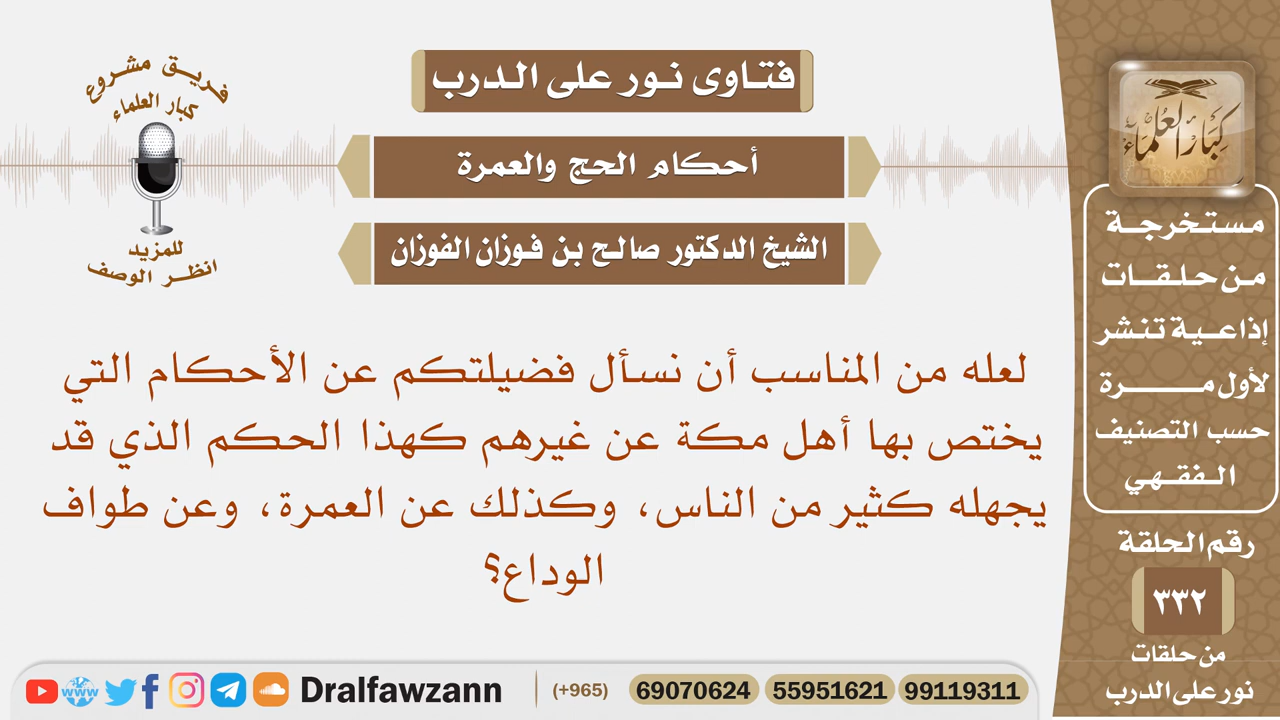 فتاوى نور على الدرب
أحكام الحج والعمرة
الشيخ الدكتور صالح بن فوزان الفوزان
فريق مشروع
كبار العلماء
للمزيد
انظر الوصف
لعله من المناسب أن نسأل فضيلتكم عن الأحكام التي
يختص بها أهل مكة عن غيرهم كهذا الحكم الذي قد
يجهله كثير من الناس، وكذلك عن العمرة، وعن طواف
الوداع؟
كبار العلماء
مستخرجة
من حلقات
إذاعية تنشر
لأول مرة
حسب التصنيف
الفقهي
رقم الحلقة
٣٣٢
من حلقات
نور على الدرب
www
Dralfawzann
(+965)
69070624
55951621
99119311